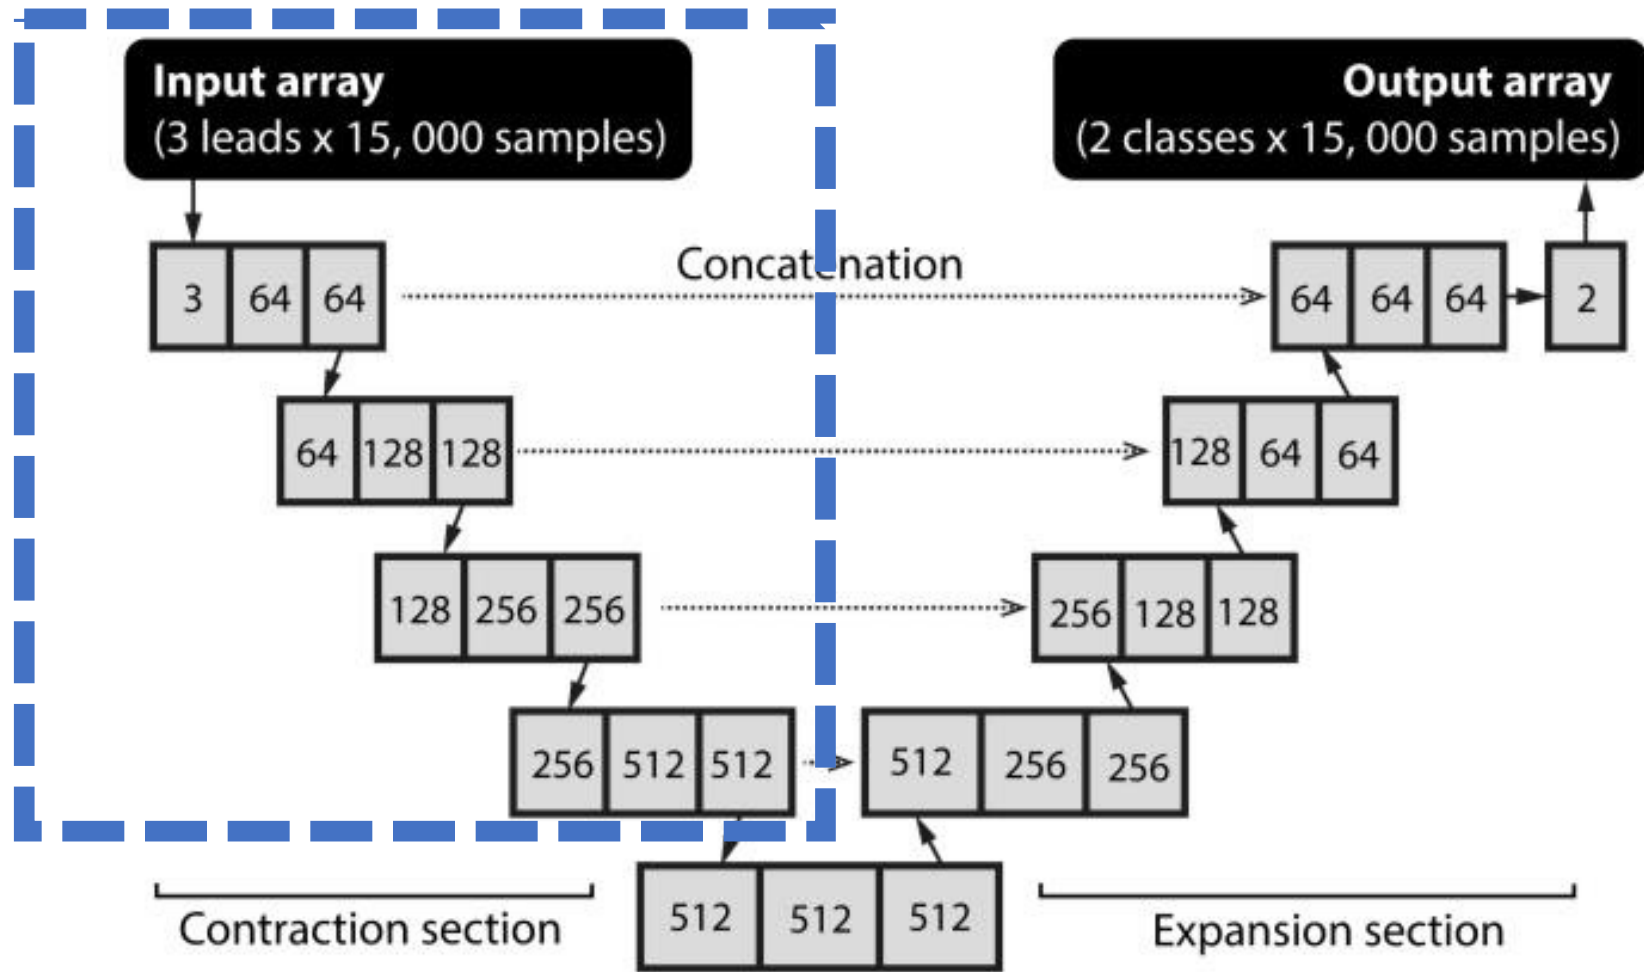 Input array
(3 leads x 15, 000 samples)
Output array
(2 classes x 15, 000 samples)
Concatenation
3 64 64
64 64 64
2
64 128 128
128 64 64
128 256 256
256 128 128
256 512 512
512 256 256
512 512 512
Contraction section
Expansion section